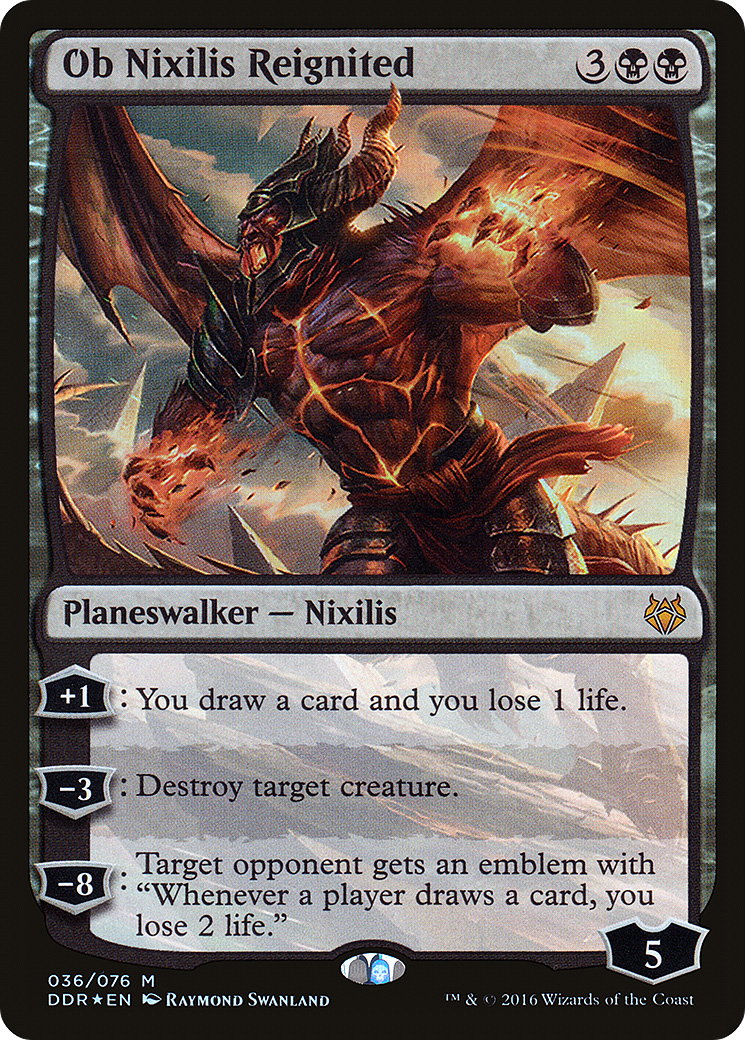 Ob Nixilis Reignited 3
Planeswalker — Nixilis
+1 : You draw a card and you lose 1 life.
−3 : Destroy target creature.
−8 : Target opponent gets an emblem with
“Whenever a player draws a card, you
lose 2 life.”
5
036/076 M
DDR★EN Raymond Swanland
™ & © 2016 Wizards of the Coast